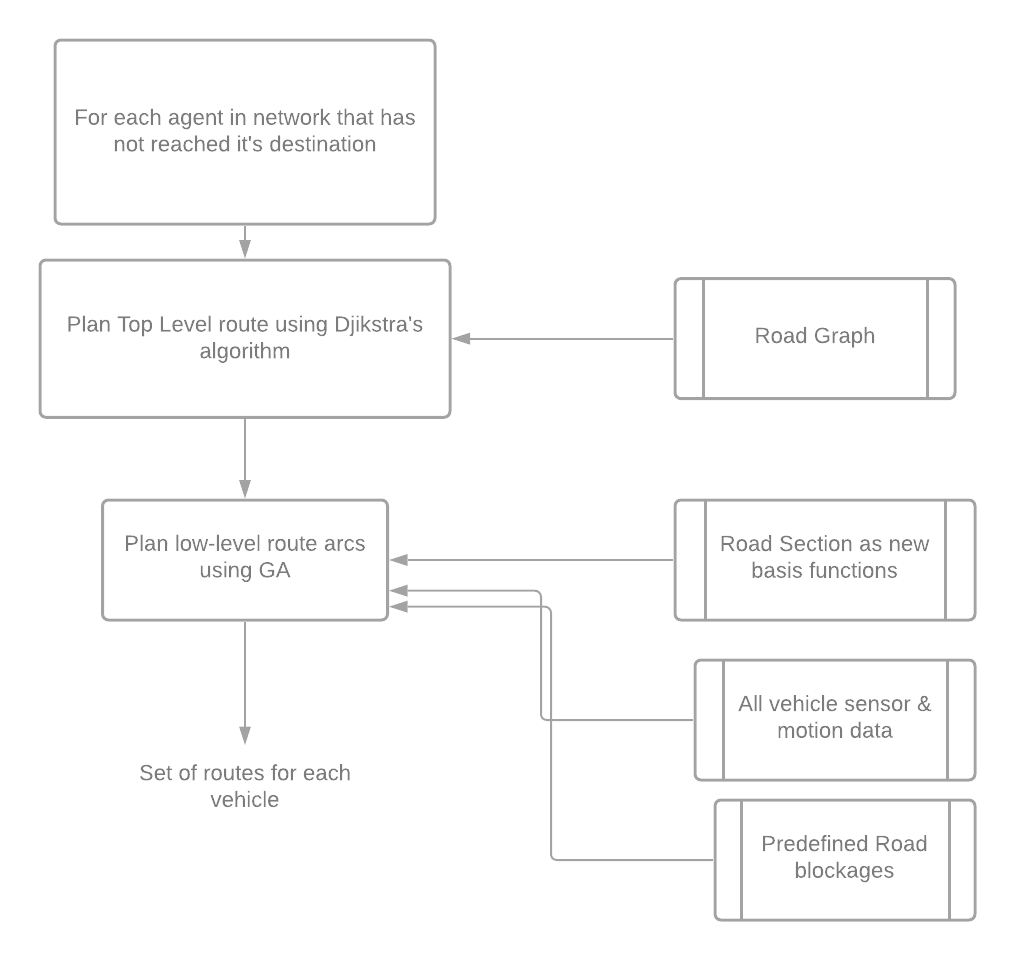 For each agent in network that has
not reached it's destination
Plan Top Level route using Djikstra's
algorithm
Road Graph
Plan low-level route arcs
using GA
Road Section as new
basis functions
All vehicle sensor &
motion data
Set of routes for each
vehicle
Predefined Road
blockages